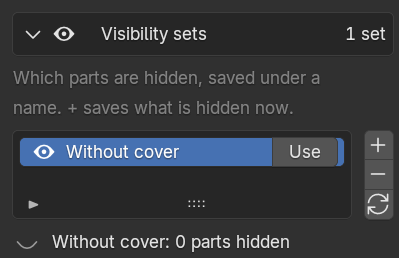 Visibility sets 1 set
Which parts are hidden, saved under a
name. + saves what is hidden now.
Without cover Use
Without cover: 0 parts hidden